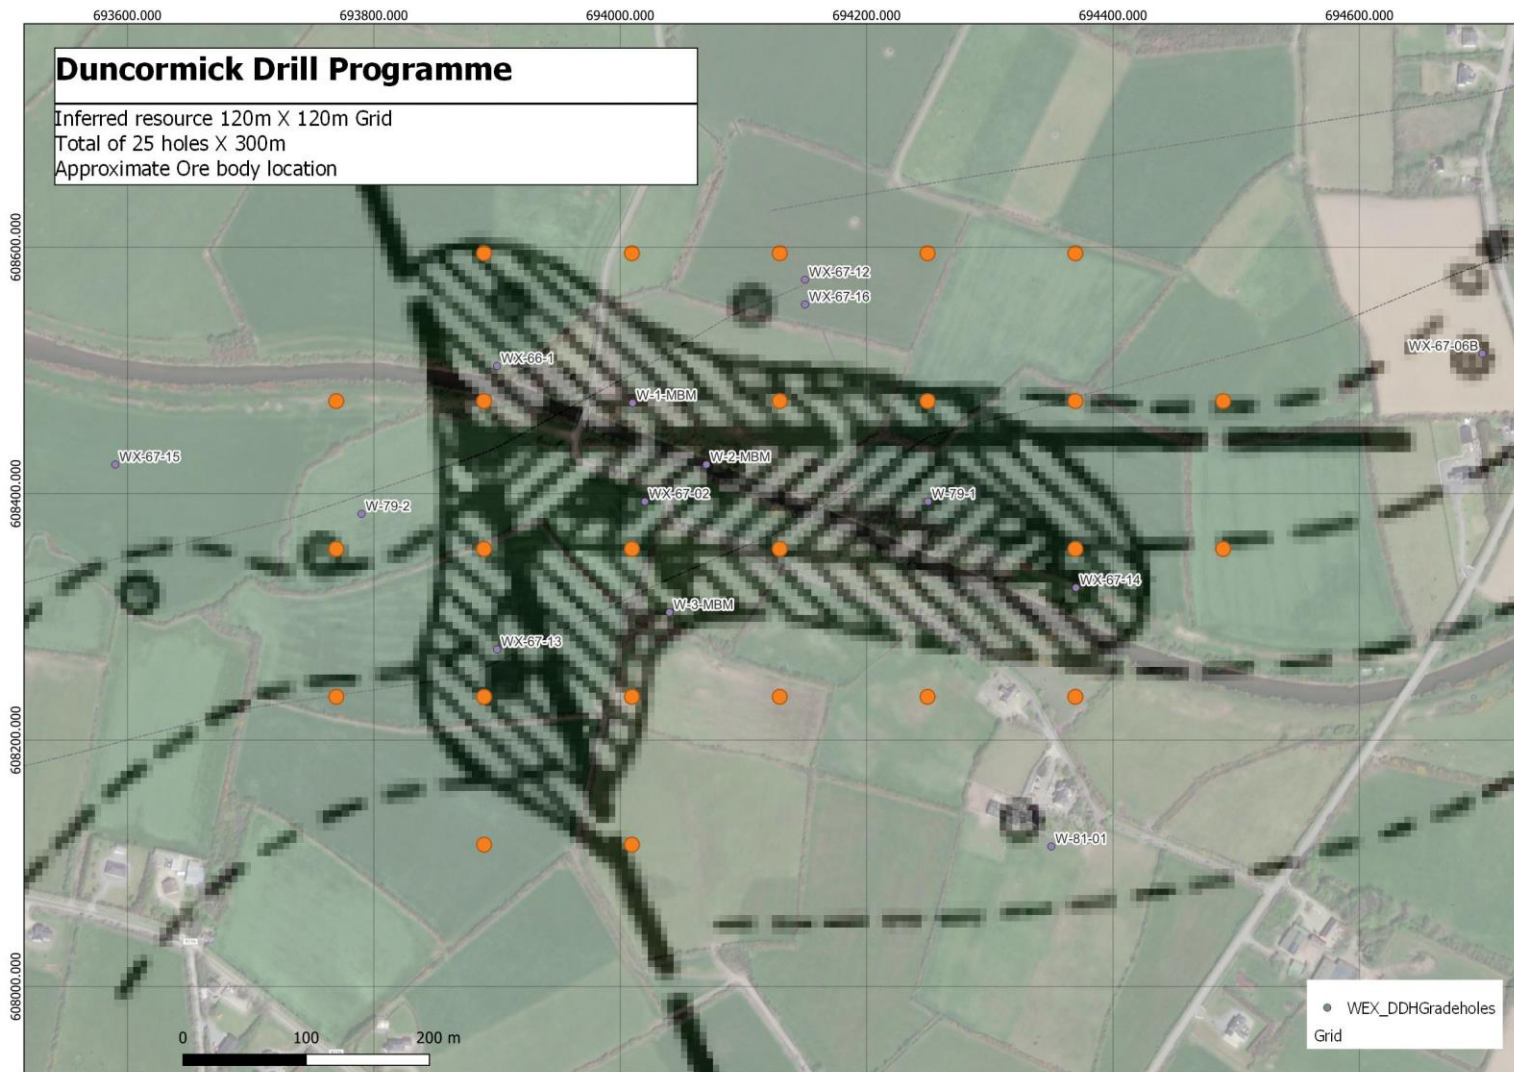 693600.000
693800.000
694000.000
694200.000
694400.000
694600.000
Duncormick Drill Programme
Inferred resource 120m X 120m Grid
Total of 25 holes X 300m
Approximate Ore body location
608600.000
WX-67-12
WX-67-16
WX-67-06B
WX-66-1
W-1-MBM
WX-67-15
W-2-MBM
608400.000
WX-67-02
W-79-1
W-79-2
WX-67-14
W-3-MBM
WX-67-13
608200.000
W-81-01
608000.000
WEX_DDHGradeholes
Grid
0
100
200 m